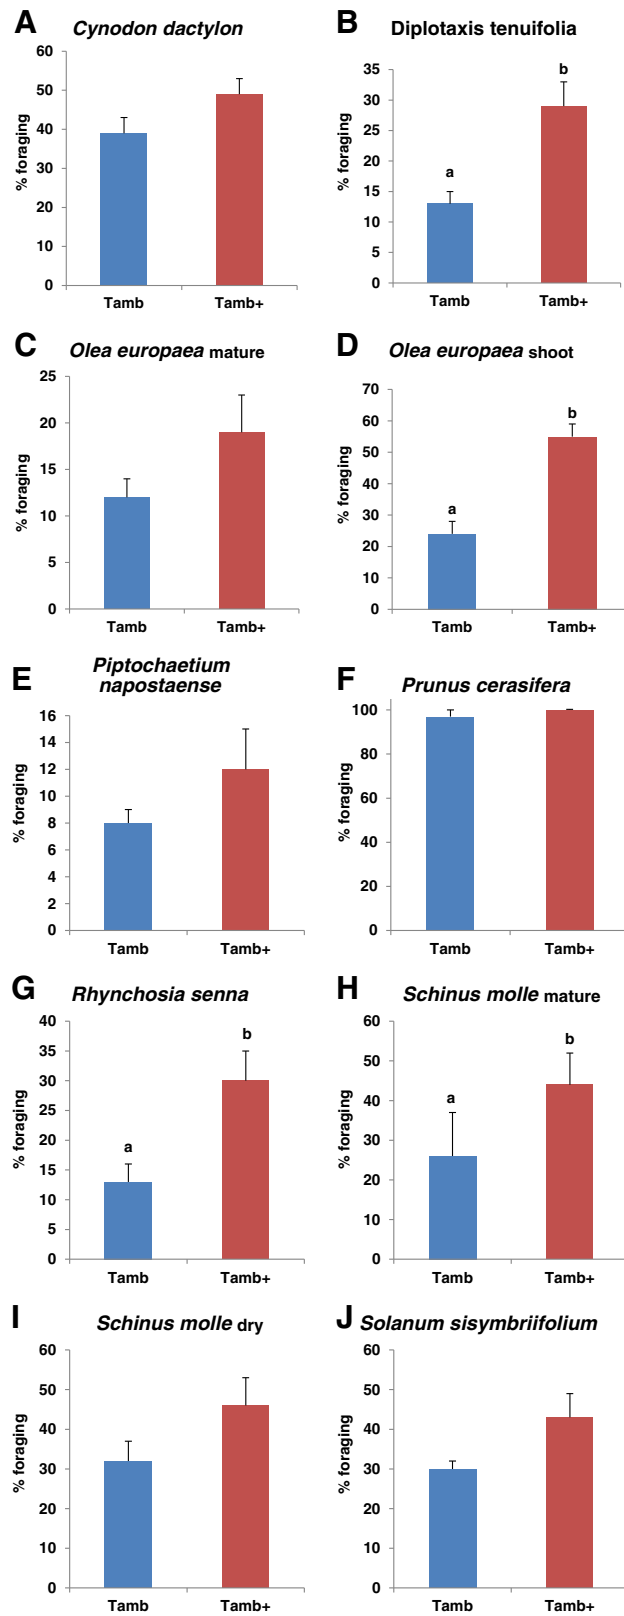 A
Cynodon dactylon
60
50
40
30
20
10
0
% foraging
Tamb
Tamb+
B
Diplotaxis tenuifolia
35
30
25
20
15
10
5
0
% foraging
a
b
Tamb
Tamb+
C
Olea europaea mature
25
20
15
10
5
0
% foraging
Tamb
Tamb+
D
Olea europaea shoot
70
60
50
40
30
20
10
0
% foraging
a
b
Tamb
Tamb+
E
Piptochaetium
napostaense
16
14
12
10
8
6
4
2
0
% foraging
Tamb
Tamb+
F
Prunus cerasifera
100
80
60
40
20
0
% foraging
Tamb
Tamb+
G
Rhynchosia senna
40
35
30
25
20
15
10
5
0
% foraging
a
b
Tamb
Tamb+
H
Schinus molle mature
60
50
40
30
20
10
0
% foraging
a
b
Tamb
Tamb+
I
Schinus molle dry
60
50
40
30
20
10
0
% foraging
Tamb
Tamb+
J
Solanum sisymbriifolium
60
50
40
30
20
10
0
% foraging
Tamb
Tamb+